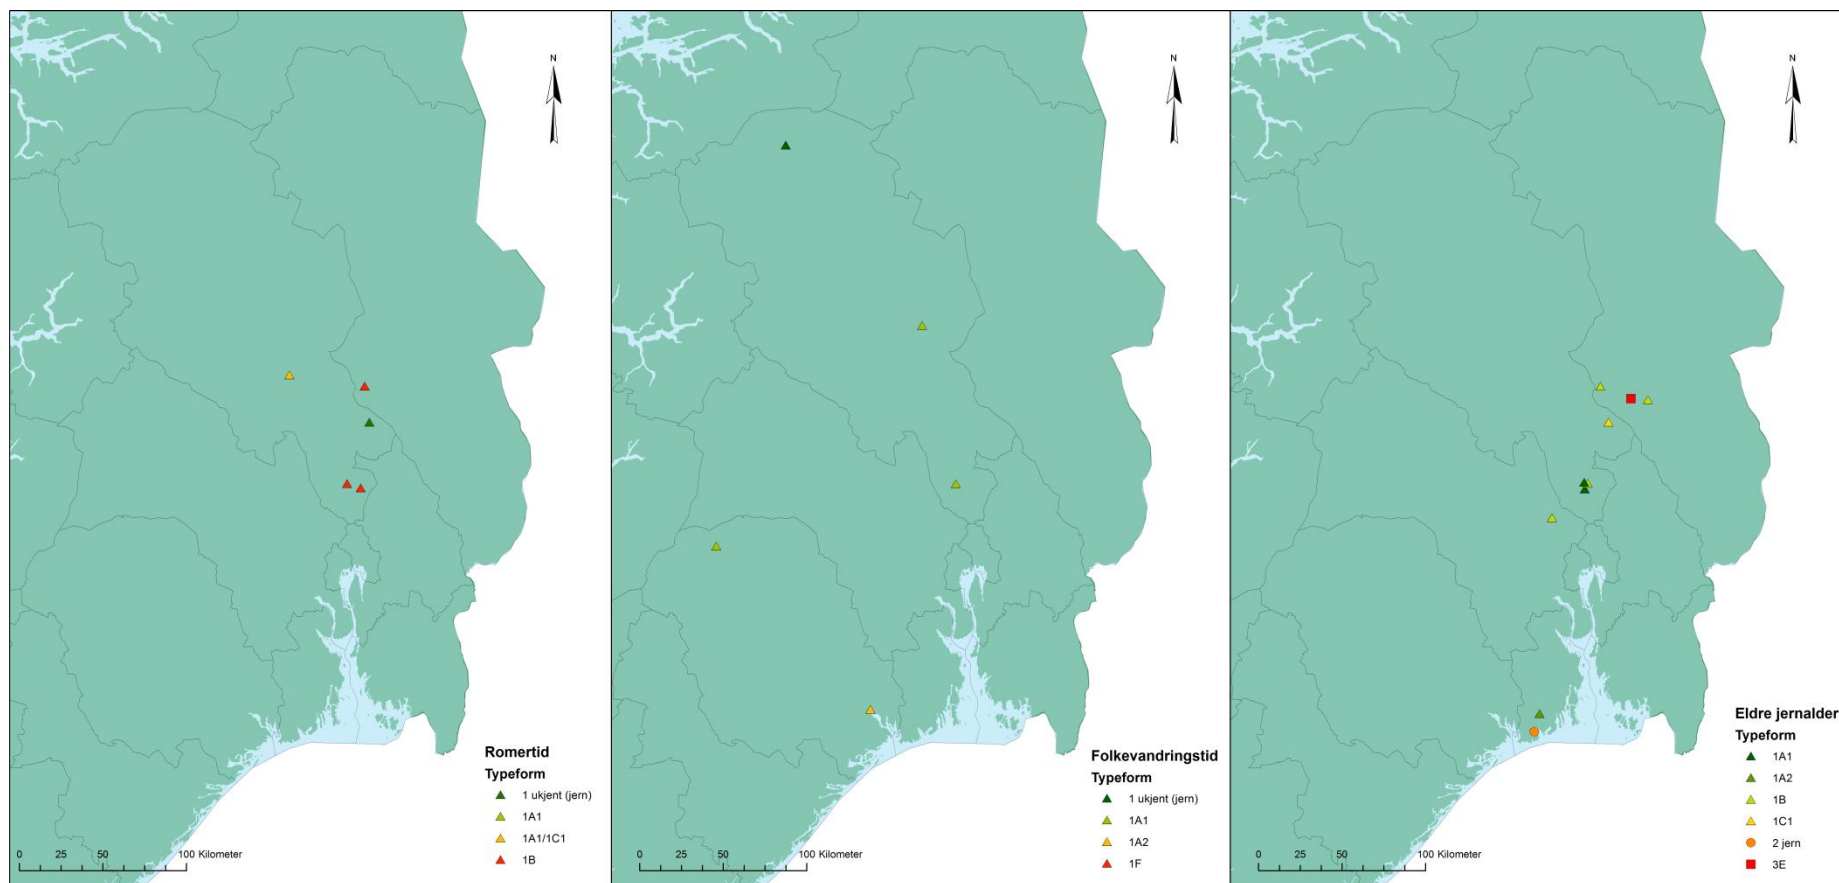 N
Romertid
Typeform
1 ukjent (jern)
1A1
1A1/1C1
1B
0 25 50 100 Kilometer
N
Folkevandringstid
Typeform
1 ukjent (jern)
1A1
1A2
1F
0 25 50 100 Kilometer
N
Eldre jernalder
Typeform
1A1
1A2
1B
1C1
2 jern
3E
0 25 50 100 Kilometer